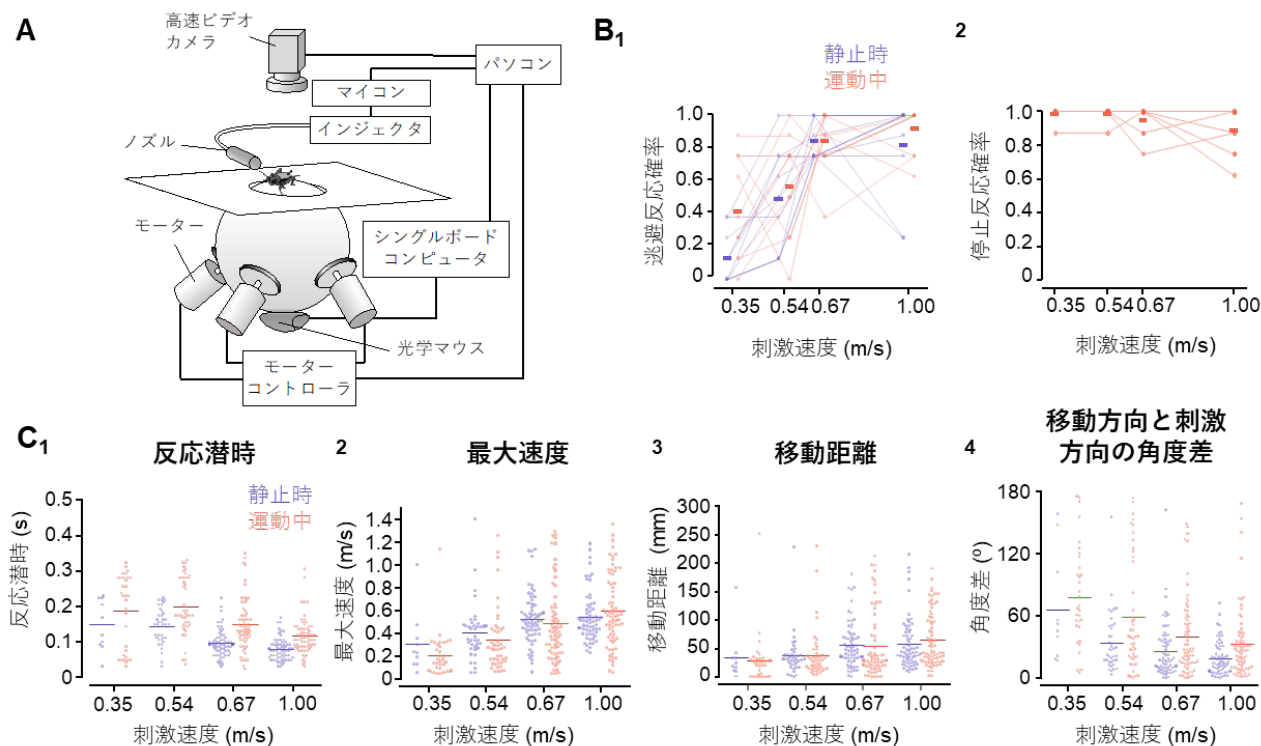 A
高速ビデオ
カメラ
パソコン
マイコン
インジェクタ
ノズル
モーター
シングルボード
コンピュータ
光学マウス
モーター
コントローラ
B1
静止時
運動中
逃避反応確率
1.0
0.8
0.6
0.4
0.2
0
0.35 0.54 0.67 1.00
刺激速度 (m/s)
2
停止反応確率
1.0
0.8
0.6
0.4
0.2
0
0.35 0.54 0.67 1.00
刺激速度 (m/s)
C1
反応潜時
静止時
運動中
反応潜時 (s)
0.5
0.4
0.3
0.2
0.1
0
0.35 0.54 0.67 1.00
刺激速度 (m/s)
2
最大速度
最大速度 (m/s)
1.4
1.2
1.0
0.8
0.6
0.4
0.2
0
0.35 0.54 0.67 1.00
刺激速度 (m/s)
3
移動距離
移動距離 (mm)
300
250
200
150
100
50
0
0.35 0.54 0.67 1.00
刺激速度 (m/s)
4
移動方向と刺激
方向の角度差
角度差 (º)
180
120
60
0
0.35 0.54 0.67 1.00
刺激速度 (m/s)